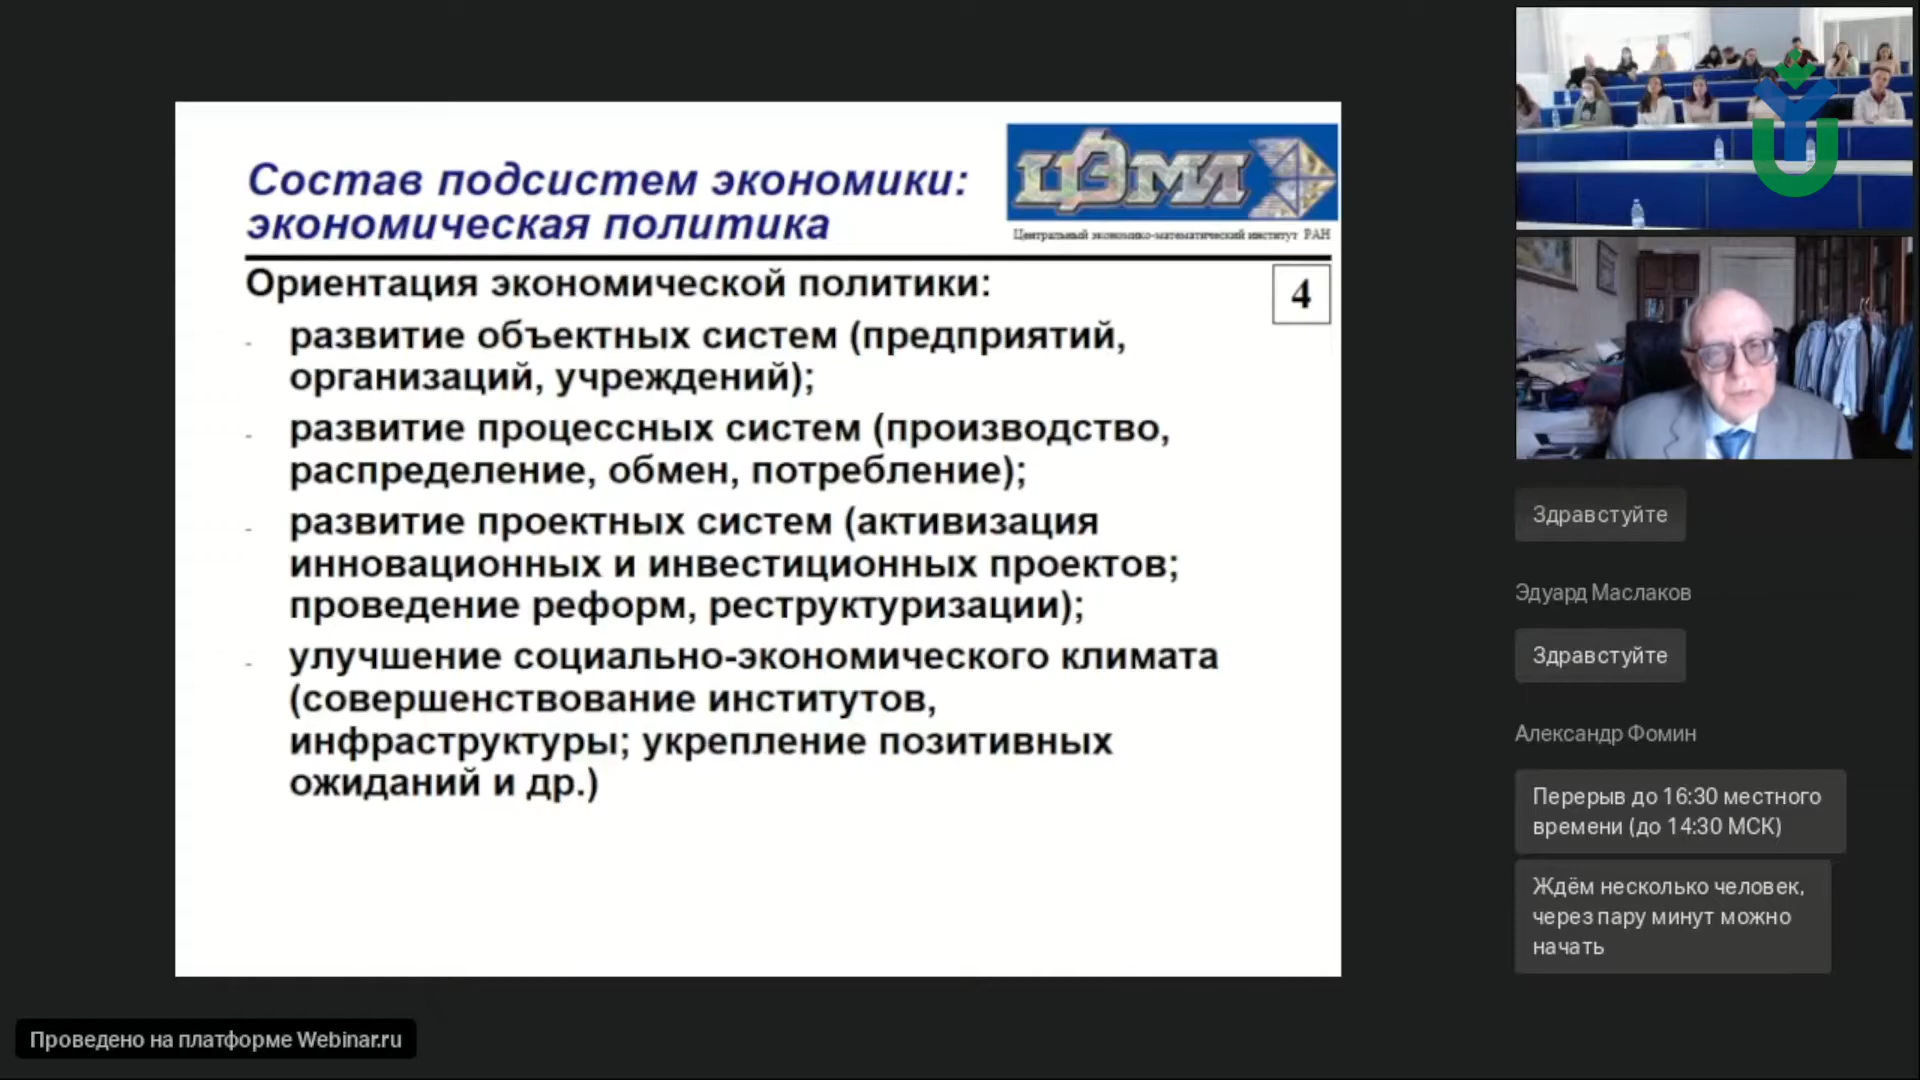 Состав подсистем экономики:
экономическая политика
ЦЭМИ
Центральный экономико-математический институт РАН
4
Ориентация экономической политики:
- развитие объектных систем (предприятий,
организаций, учреждений);
- развитие процессных систем (производство,
распределение, обмен, потребление);
- развитие проектных систем (активизация
инновационных и инвестиционных проектов;
проведение реформ, реструктуризации);
- улучшение социально-экономического климата
(совершенствование институтов,
инфраструктуры; укрепление позитивных
ожиданий и др.)
Здравстуйте
Эдуард Маслаков
Здравстуйте
Александр Фомин
Перерыв до 16:30 местного
времени (до 14:30 МСК)
Ждём несколько человек,
через пару минут можно
начать
Проведено на платформе Webinar.ru